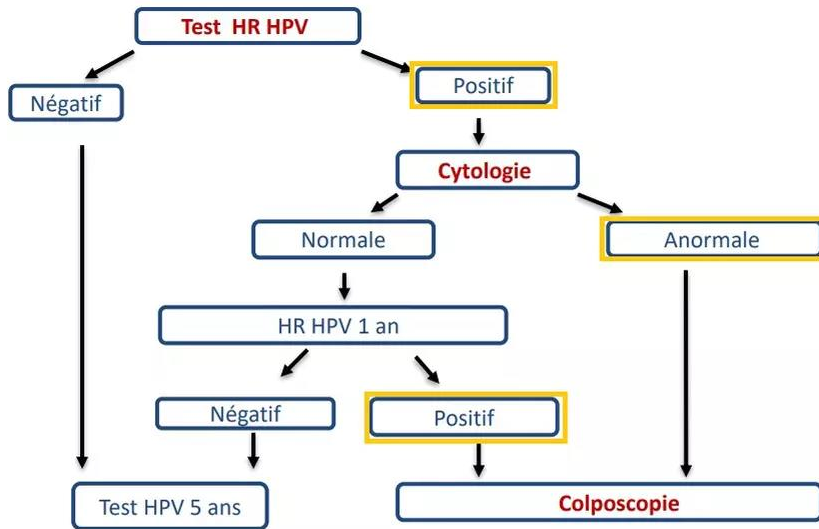 Test HR HPV
Négatif
Positif
Cytologie
Normale
Anormale
HR HPV 1 an
Négatif
Positif
Test HPV 5 ans
Colposcopie